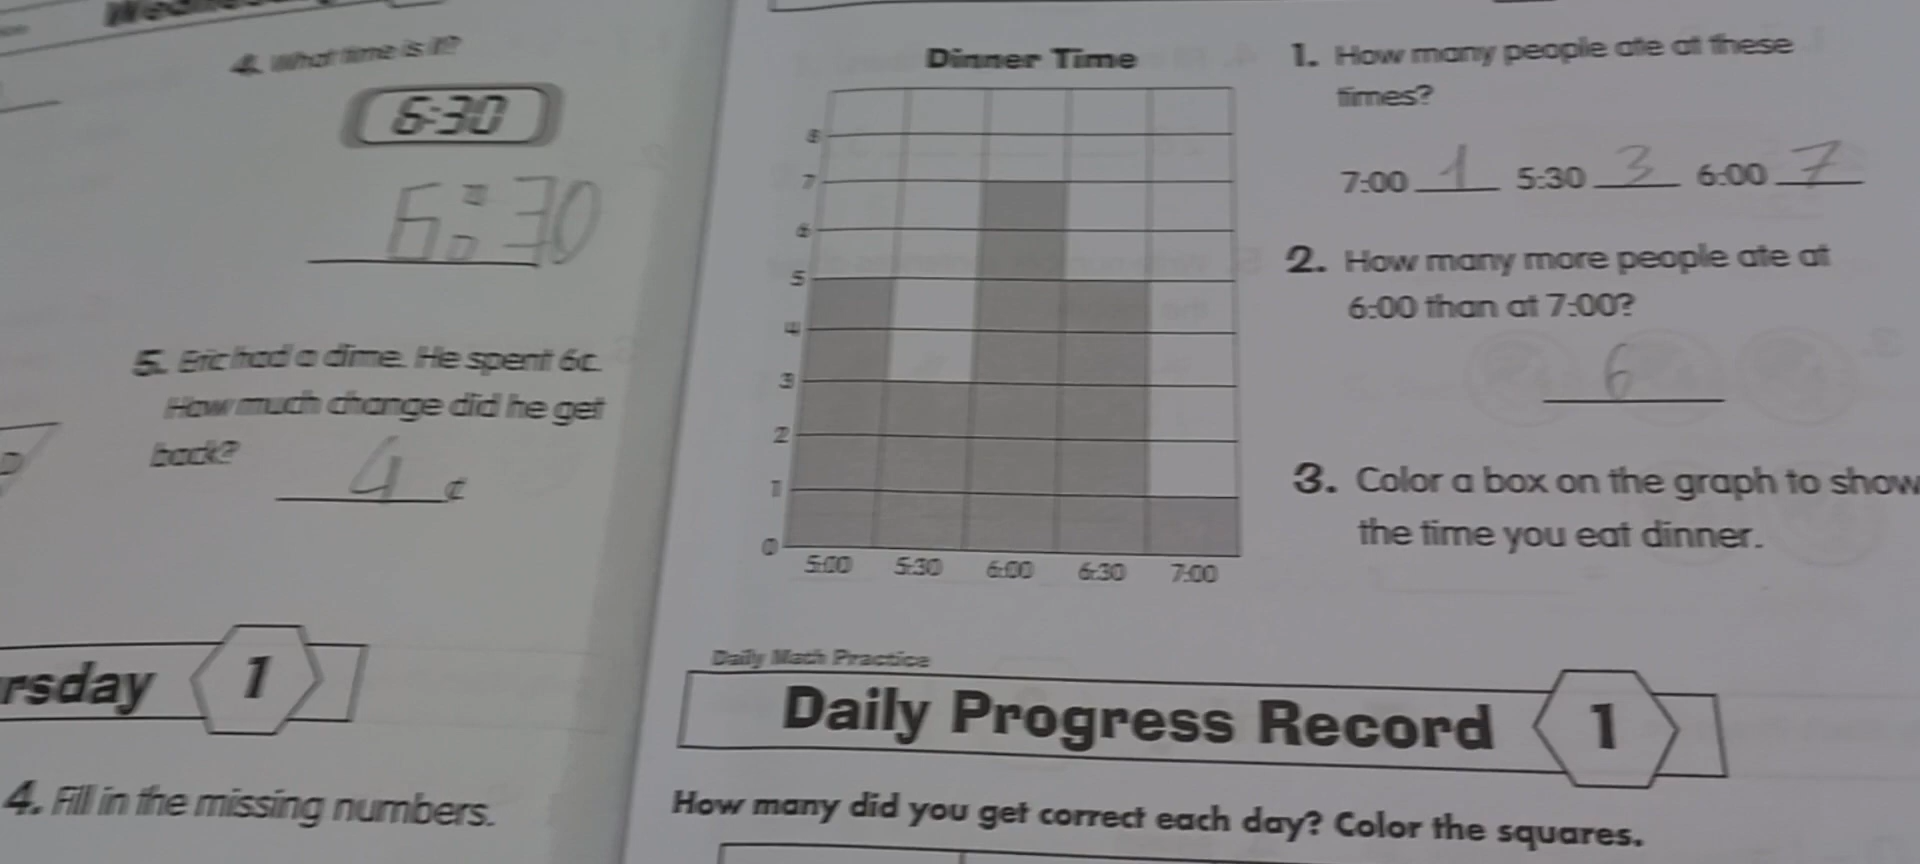 4. What time is it?
6:30
6:30
5. Eric had a dime. He spent 6¢.
How much change did he get
back? 4 ¢
rsday 1
4. Fill in the missing numbers.
Dinner Time
8
7
6
5
4
3
2
1
0
5:00 5:30 6:00 6:30 7:00
1. How many people ate at these
times?
7:00 1 5:30 3 6:00 7
2. How many more people ate at
6:00 than at 7:00?
6
3. Color a box on the graph to show
the time you eat dinner.
Daily Math Practice
Daily Progress Record 1
How many did you get correct each day? Color the squares.